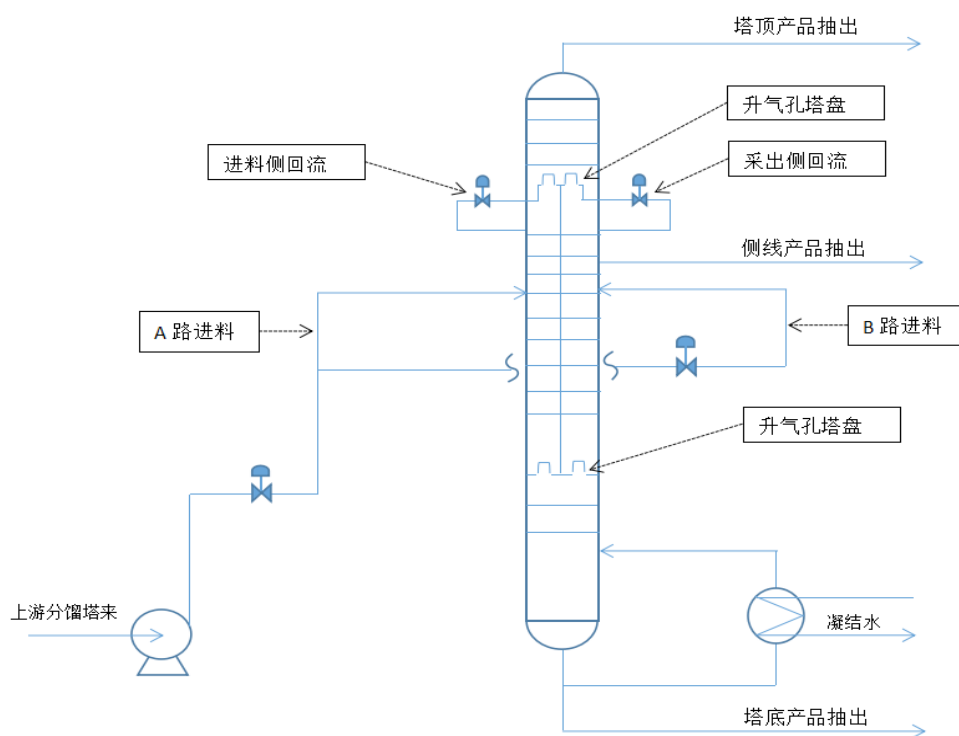 塔顶产品抽出
升气孔塔盘
进料侧回流
采出侧回流
侧线产品抽出
A 路进料
B 路进料
升气孔塔盘
上游分馏塔来
凝结水
塔底产品抽出